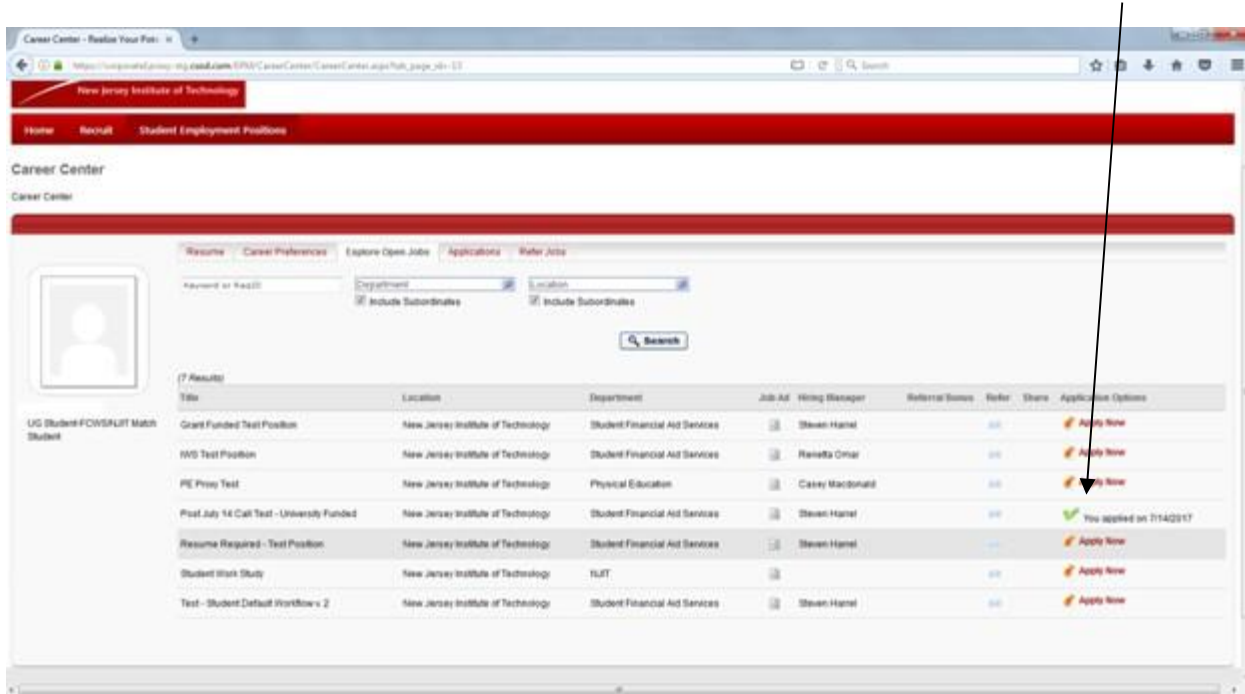 Career Center - Realize Your Pot
New Jersey Institute of Technology
Home Recruit Student Employment Positions
Career Center
Career Center
Resume Career Preferences Explore Open Jobs Applications Refer Jobs
Keyword or ReqID Department Location
Include Subordinates Include Subordinates
Search
(7 Results)
Title Location Department Job Ad Hiring Manager Referral Bonus Refer Share Application Options
UG Student-FCWS/NJIT Match
Student
Grant Funded Test Position New Jersey Institute of Technology Student Financial Aid Services Steven Harrel Apply Now
IWS Test Position New Jersey Institute of Technology Student Financial Aid Services Omar Apply Now
PE Proxy Test New Jersey Institute of Technology Physical Education Casey Macdonald Apply Now
Post July 14 Call Test - University Funded New Jersey Institute of Technology Student Financial Aid Services Steven Harrel You applied on 7/14/2017
Resume Required - Test Position New Jersey Institute of Technology Student Financial Aid Services Steven Harrel Apply Now
Student Work Study New Jersey Institute of Technology NJIT Apply Now
Test - Student Default Workflow v. 2 New Jersey Institute of Technology Student Financial Aid Services Steven Harrel Apply Now